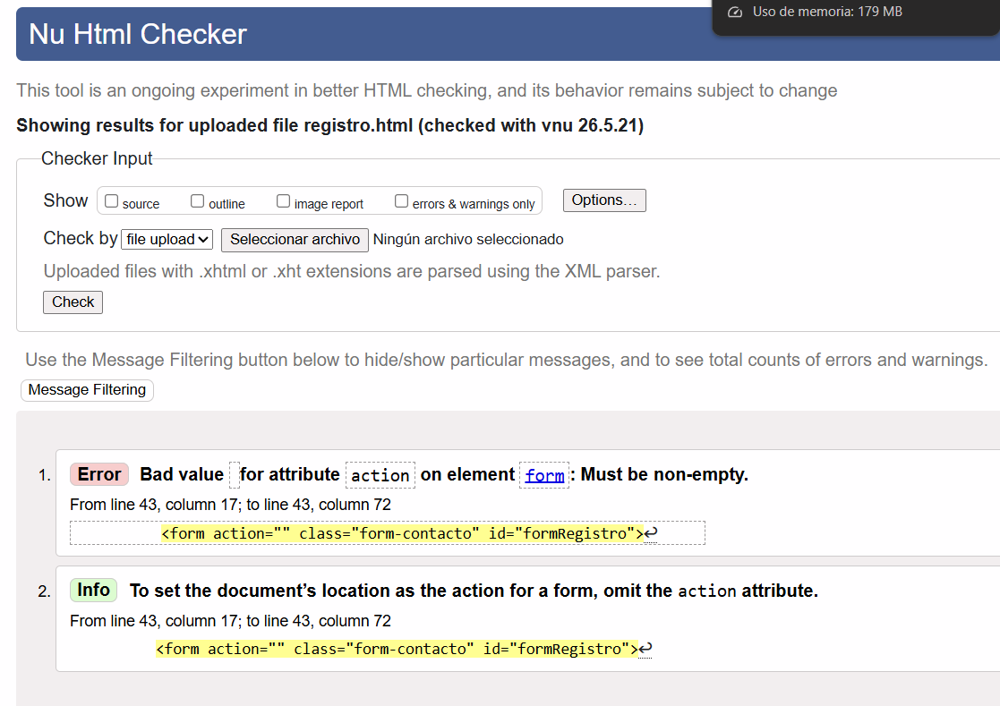 Uso de memoria: 179 MB
Nu Html Checker
This tool is an ongoing experiment in better HTML checking, and its behavior remains subject to change
Showing results for uploaded file registro.html (checked with vnu 26.5.21)
Checker Input
Show source outline image report errors & warnings only Options…
Check by file upload Seleccionar archivo Ningún archivo seleccionado
Uploaded files with .xhtml or .xht extensions are parsed using the XML parser.
Check
Use the Message Filtering button below to hide/show particular messages, and to see total counts of errors and warnings.
Message Filtering
1. Error Bad value for attribute action on element form: Must be non-empty.
From line 43, column 17; to line 43, column 72
<form action="" class="form-contacto" id="formRegistro">↩
2. Info To set the document’s location as the action for a form, omit the action attribute.
From line 43, column 17; to line 43, column 72
<form action="" class="form-contacto" id="formRegistro">↩